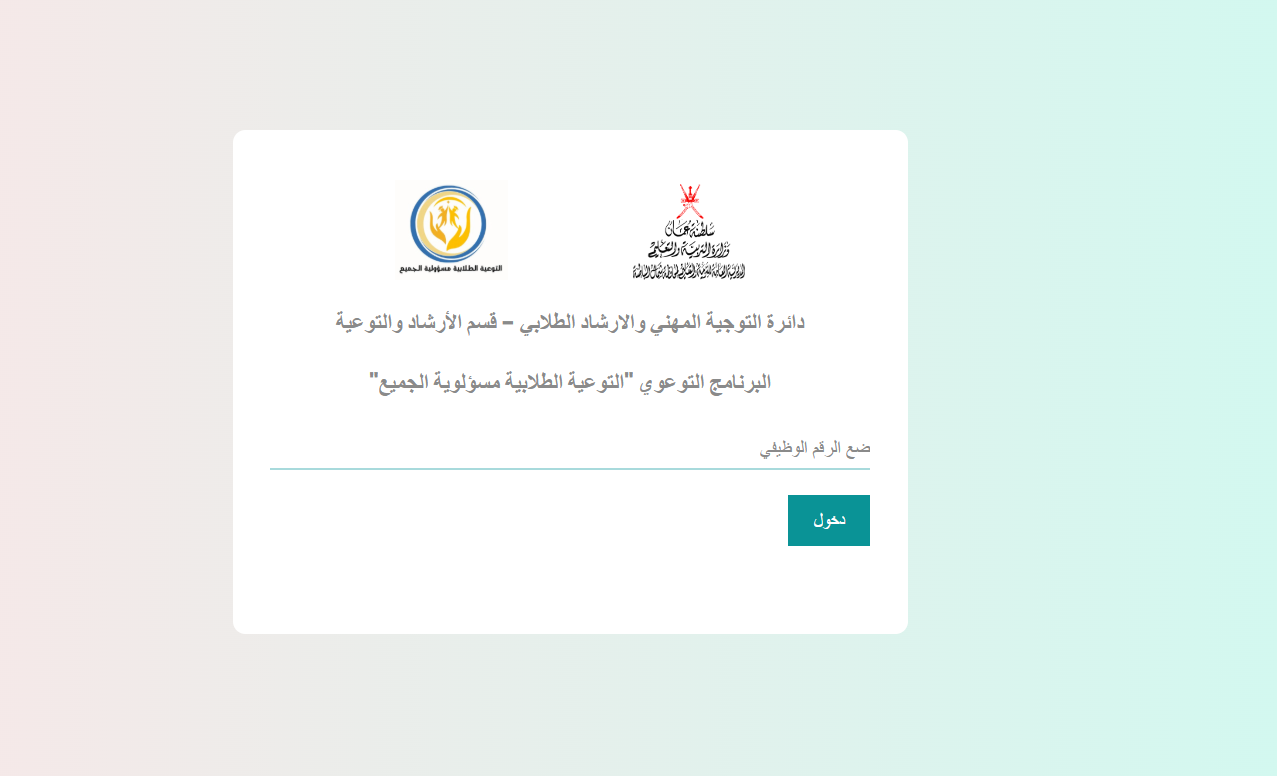 سلطنة عمان
وزارة التربية والتعليم
التوعية الطلابية مسؤولية الجميع
دائرة التوجية المهني والارشاد الطلابي – قسم الأرشاد والتوعية
البرنامج التوعوي "التوعية الطلابية مسؤلوية الجميع"
ضع الرقم الوظيفي
دخول